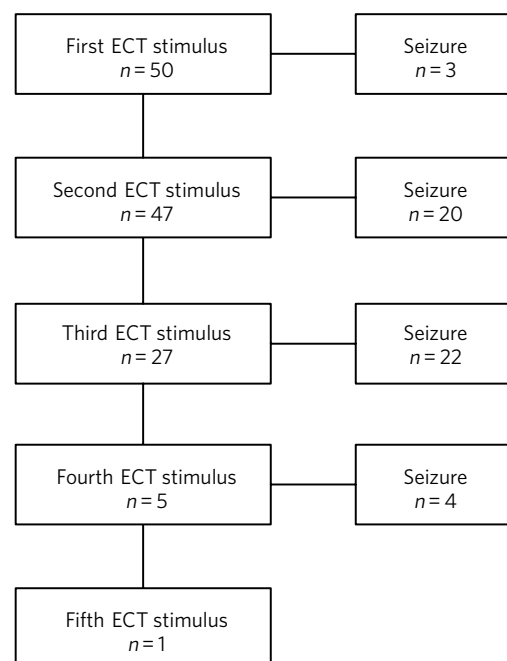 First ECT stimulus
n=50
Seizure
n=3
Second ECT stimulus
n=47
Seizure
n=20
Third ECT stimulus
n=27
Seizure
n=22
Fourth ECT stimulus
n=5
Seizure
n=4
Fifth ECT stimulus
n=1